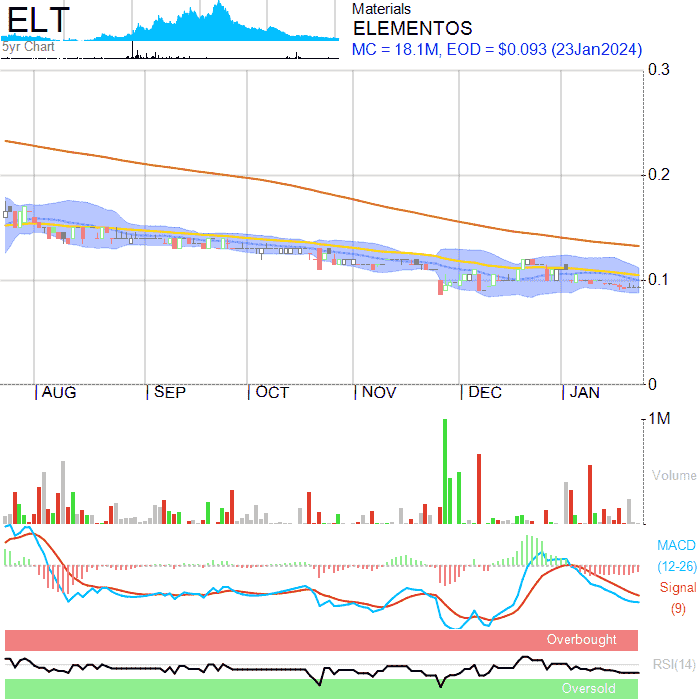 ELT
5yr Chart
Materials
ELEMENTOS
MC = 18.1M, EOD = $0.093 (23Jan2024)
0.3
0.2
0.1
0
AUG SEP OCT NOV DEC JAN
1M
Volume
MACD
(12-26)
Signal
(9)
Overbought
RSI(14)
Oversold